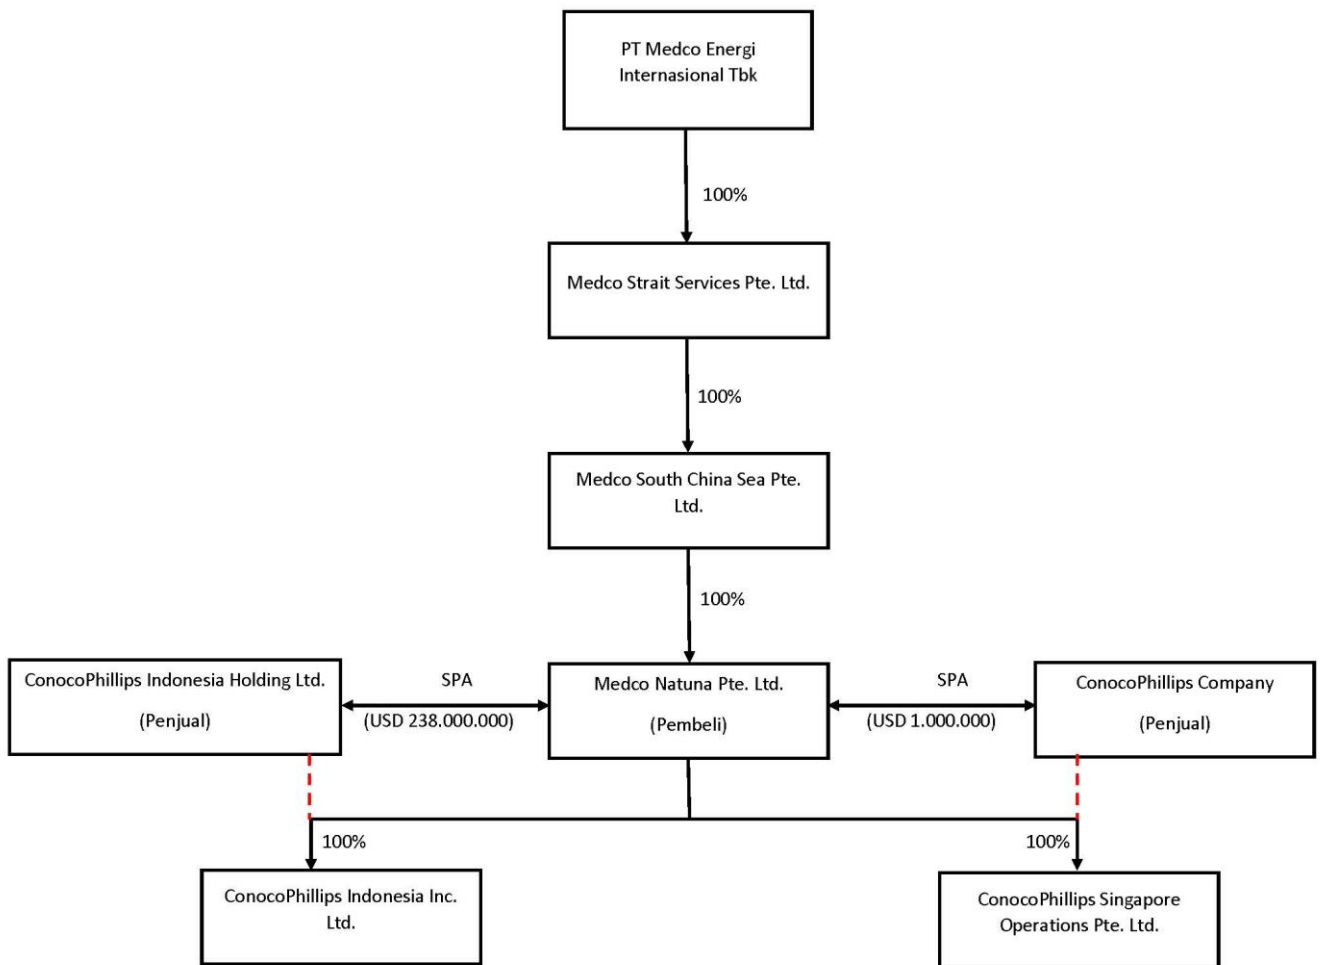 PT Medco Energi
Internasional Tbk
100%
Medco Strait Services Pte. Ltd.
100%
Medco South China Sea Pte.
Ltd.
100%
ConocoPhillips Indonesia Holding Ltd.
(Penjual)
SPA
(USD 238.000.000)
Medco Natuna Pte. Ltd.
(Pembeli)
SPA
(USD 1.000.000)
ConocoPhillips Company
(Penjual)
100%
100%
ConocoPhillips Indonesia Inc.
Ltd.
ConocoPhillips Singapore
Operations Pte. Ltd.